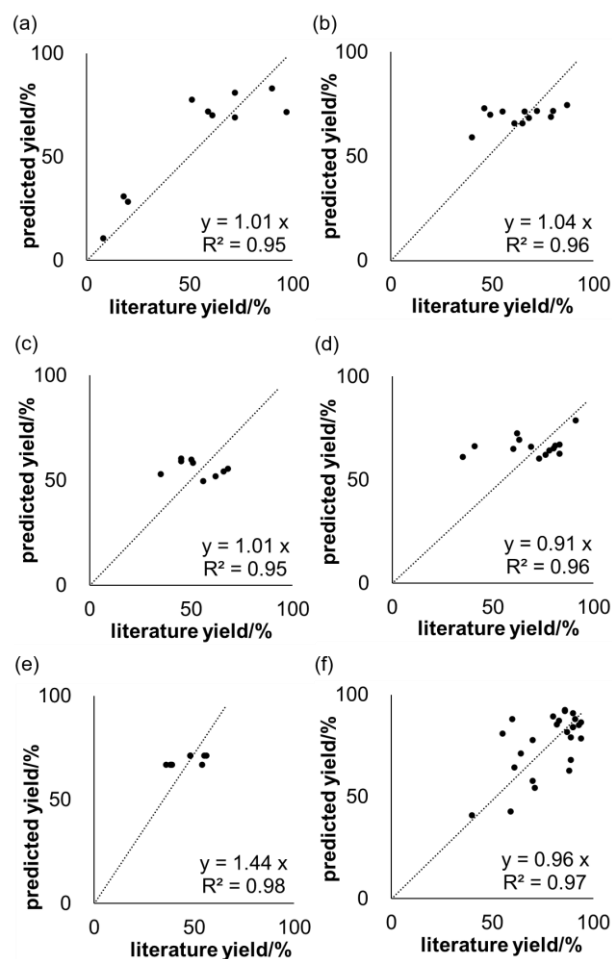 (a)
100
predicted yield/%
50
0
0
50
100
literature yield/%
y = 1.01 x
R² = 0.95
(b)
100
predicted yield/%
50
0
0
50
100
literature yield/%
y = 1.04 x
R² = 0.96
(c)
100
predicted yield/%
50
0
0
50
100
literature yield/%
y = 1.01 x
R² = 0.95
(d)
100
predicted yield/%
50
0
0
50
100
literature yield/%
y = 0.91 x
R² = 0.96
(e)
100
predicted yield/%
50
0
0
50
100
literature yield/%
y = 1.44 x
R² = 0.98
(f)
100
predicted yield/%
50
0
0
50
100
literature yield/%
y = 0.96 x
R² = 0.97